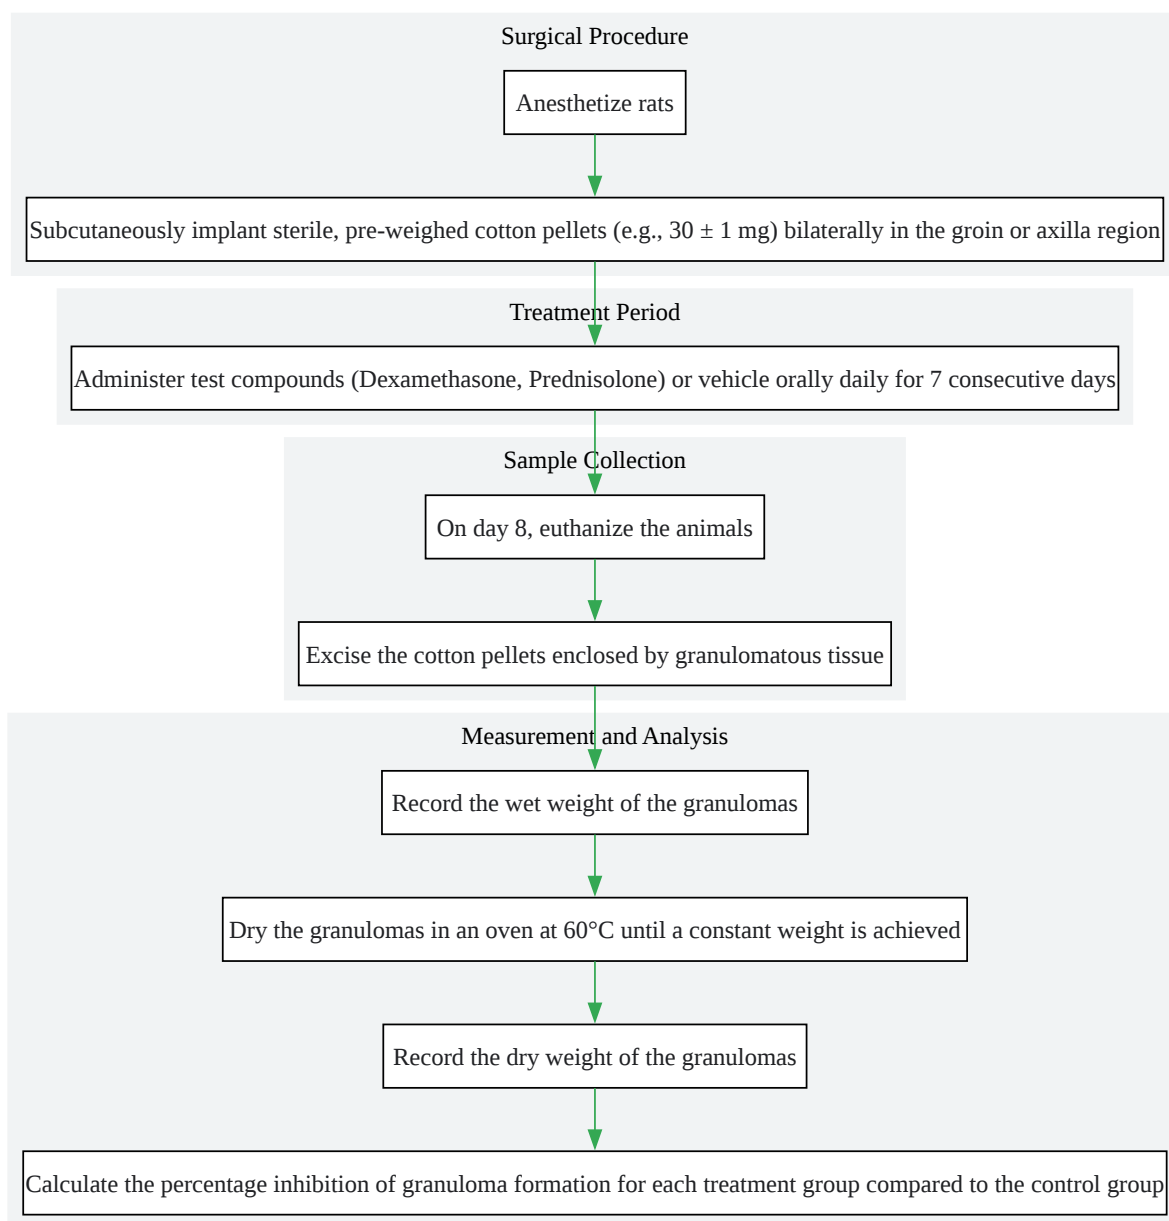 Surgical Procedure
Anesthetize rats
Subcutaneously implant sterile, pre-weighed cotton pellets (e.g., 30 ± 1 mg) bilaterally in the groin or axilla region
Treatment Period
Administer test compounds (Dexamethasone, Prednisolone) or vehicle orally daily for 7 consecutive days
Sample Collection
On day 8, euthanize the animals
Excise the cotton pellets enclosed by granulomatous tissue
Measurement and Analysis
Record the wet weight of the granulomas
Dry the granulomas in an oven at 60°C until a constant weight is achieved
Record the dry weight of the granulomas
Calculate the percentage inhibition of granuloma formation for each treatment group compared to the control group